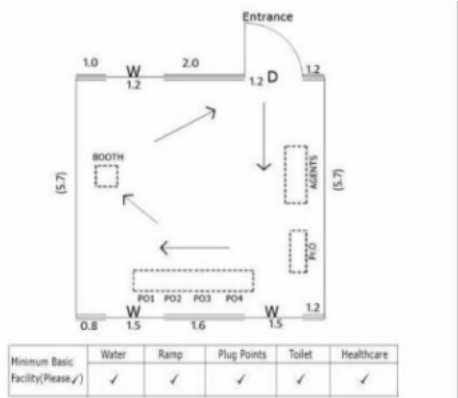 Entrance
1.0 W 2.0 1.2 D 1.2
1.2
BOOTH
(5.7)
AGENTS
(5.7)
Pr.O
PO1 PO2 PO3 PO4
W W 1.2
0.8 1.5 1.6 1.5
Minimum Basic Facility(Please✓)
Water Ramp Plug Points Toilet Healthcare
✓ ✓ ✓ ✓ ✓